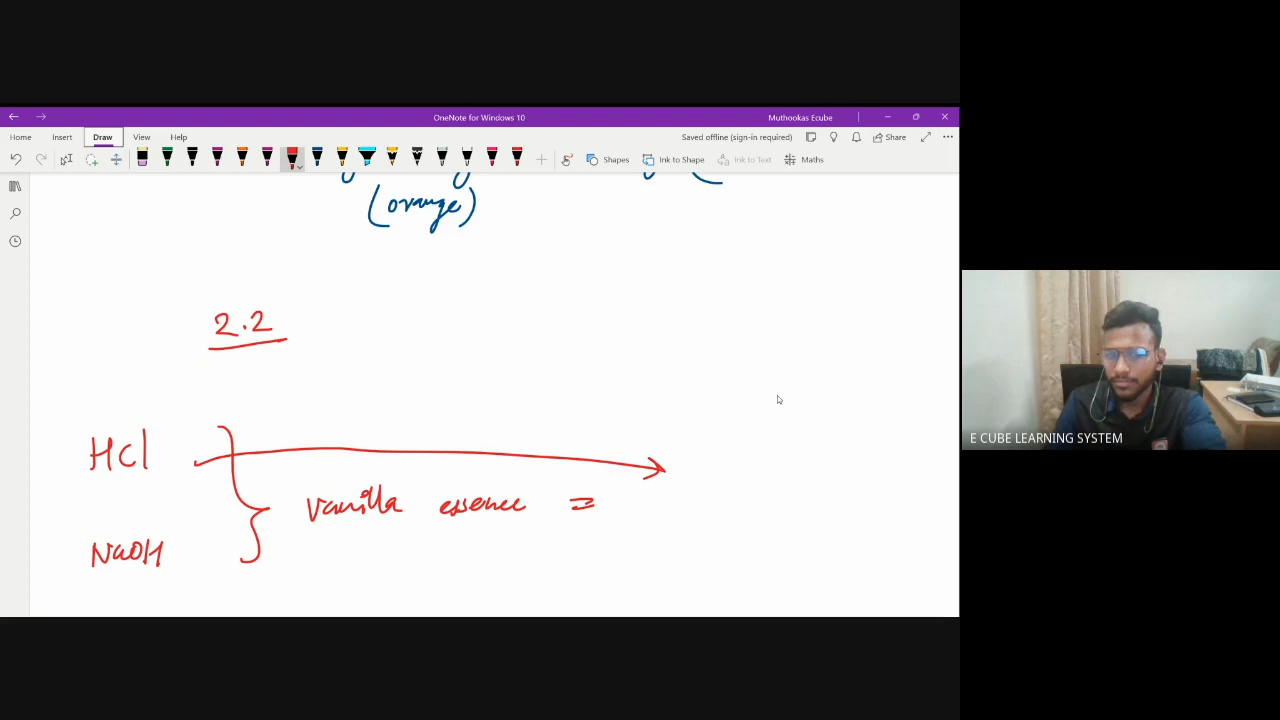 OneNote for Windows 10
Muthookas Ecube
Home Insert Draw View Help
Saved offline (sign-in required)
Share
Shapes
Ink to Shape
Ink to Text
Maths
(orange)
2.2
HCl
Vanilla essence =
NaOH
E CUBE LEARNING SYSTEM